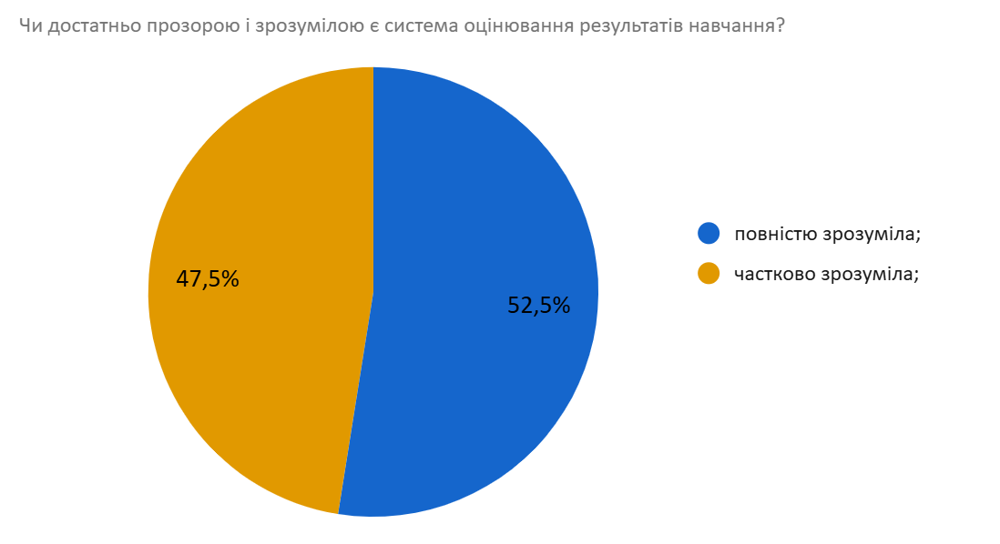 Чи достатньо прозорою і зрозумілою є система оцінювання результатів навчання?
повністю зрозуміла;
частково зрозуміла;
47,5%
52,5%